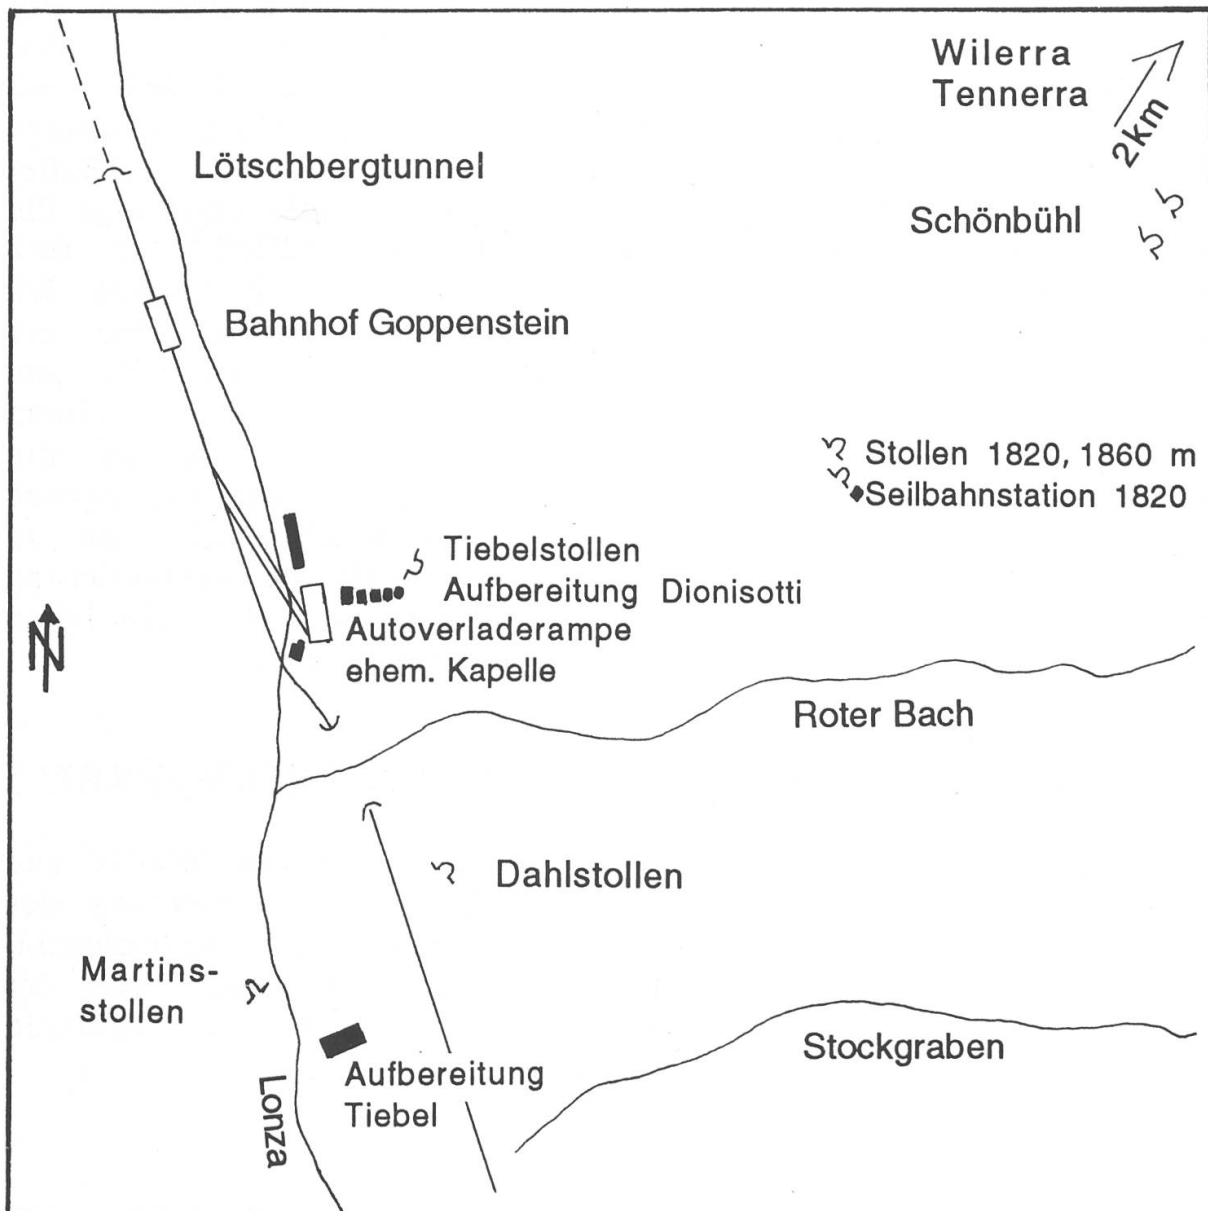 Wilerra
Tennerra
2km
Lötschbergtunnel
Schönbühl
Bahnhof Goppenstein
Stollen 1820, 1860 m
Seilbahnstation 1820
Tiebelstollen
Aufbereitung Dionisotti
Autoverladerampe
ehem. Kapelle
N
Roter Bach
Dahlstollen
Martins-
stollen
Stockgraben
Aufbereitung
Tiebel
Lonza